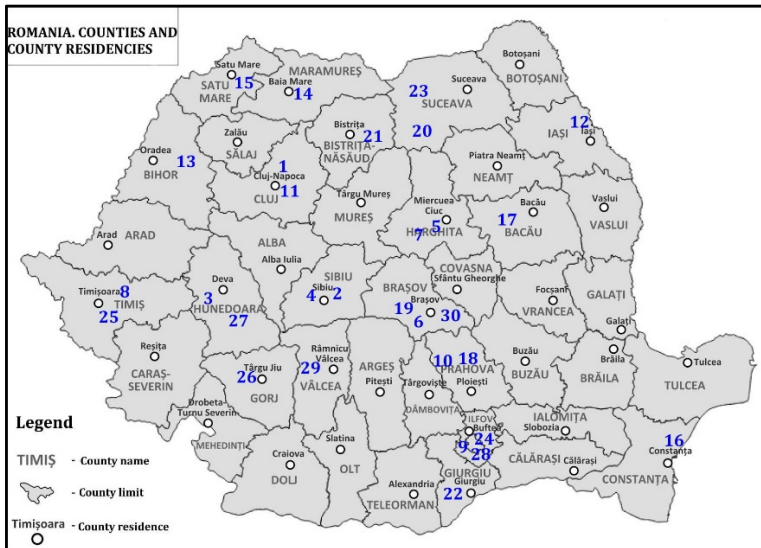 ROMANIA. COUNTIES AND
COUNTY RESIDENCIES
Satu Mare
SATU
MARE
15
MARAMUREȘ
Baia Mare
14
23
Suceava
SUCEAVA
20
Botoșani
BOTOȘANI
12
IAȘI
Iași
Oradea
13
BIHOR
Zalău
SĂLAJ
1
Cluj-Napoca
11
CLUJ
Bistrița
21
BISTRIȚA-
NĂSĂUD
Târgu Mureș
MUREȘ
Piatra Neamț
NEAMȚ
Miercurea
Ciuc
5
7
HARGHITA
Bacău
17
BACĂU
Vaslui
VASLUI
Arad
ARAD
ALBA
Alba Iulia
Timișoara
8
TIMIȘ
25
Deva
3
HUNEDOARA
27
SIBIU
Sibiu
4
2
BRAȘOV
19
Brașov
6
30
COVASNA
Sfântu Gheorghe
Focșani
VRANCEA
GALAȚI
Galați
Reșița
CARAȘ-
SEVERIN
Târgu Jiu
26
GORJ
Râmnicu
Vâlcea
29
VÂLCEA
ARGEȘ
Pitești
10
18
PRAHOVA
Ploiești
Târgoviște
DÂMBOVIȚA
Buzău
BUZĂU
Brăila
BRĂILA
Tulcea
TULCEA
Drobeta-
Turnu Severin
MEHEDINȚI
Craiova
DOLJ
Slatina
OLT
Alexandria
TELEORMAN
ILFOV
Buftea
9
24
28
GIURGIU
22
Giurgiu
IALOMIȚA
Slobozia
CĂLĂRAȘI
Călărași
16
Constanța
CONSTANȚA
Legend
TIMIȘ - County name
- County limit
Timișoara - County residence